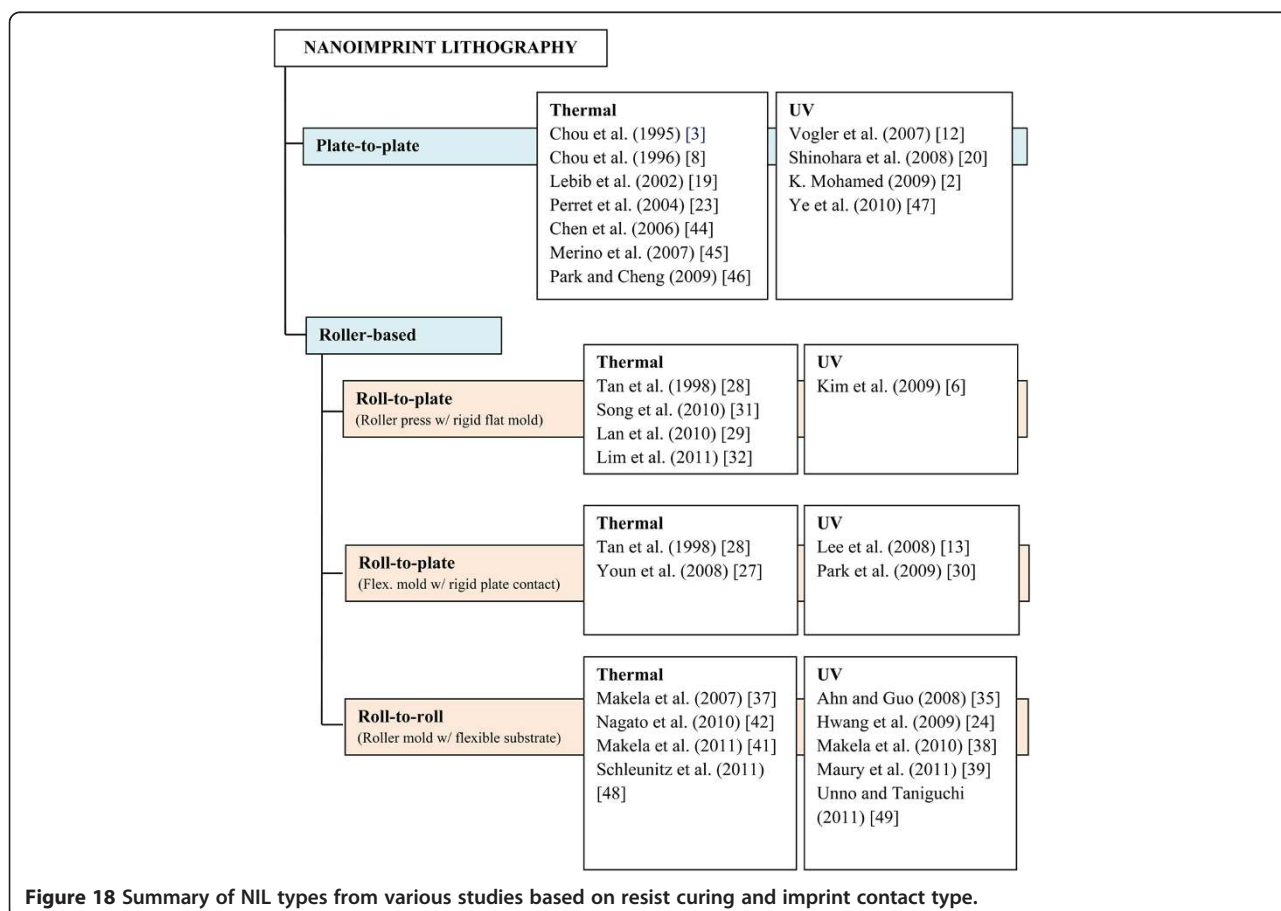 NANOIMPRINT LITHOGRAPHY
Plate-to-plate
Thermal
Chou et al. (1995) [3]
Chou et al. (1996) [8]
Lebib et al. (2002) [19]
Perret et al. (2004) [23]
Chen et al. (2006) [44]
Merino et al. (2007) [45]
Park and Cheng (2009) [46]
UV
Vogler et al. (2007) [12]
Shinohara et al. (2008) [20]
K. Mohamed (2009) [2]
Ye et al. (2010) [47]
Roller-based
Roll-to-plate
(Roller press w/ rigid flat mold)
Thermal
Tan et al. (1998) [28]
Song et al. (2010) [31]
Lan et al. (2010) [29]
Lim et al. (2011) [32]
UV
Kim et al. (2009) [6]
Roll-to-plate
(Flex. mold w/ rigid plate contact)
Thermal
Tan et al. (1998) [28]
Youn et al. (2008) [27]
UV
Lee et al. (2008) [13]
Park et al. (2009) [30]
Roll-to-roll
(Roller mold w/ flexible substrate)
Thermal
Makela et al. (2007) [37]
Nagato et al. (2010) [42]
Makela et al. (2011) [41]
Schleunitz et al. (2011)
[48]
UV
Ahn and Guo (2008) [35]
Hwang et al. (2009) [24]
Makela et al. (2010) [38]
Maury et al. (2011) [39]
Unno and Taniguchi
(2011) [49]
Figure 18 Summary of NIL types from various studies based on resist curing and imprint contact type.